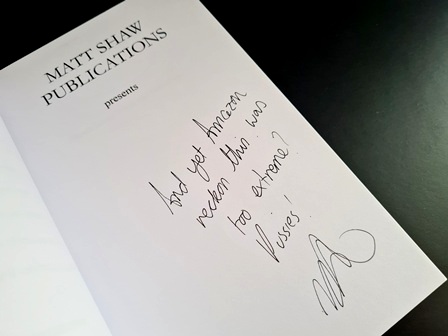 MATT SHAW
PUBLICATIONS
presents
And yet Amazon
reckon this was
too extreme?
Pussies!